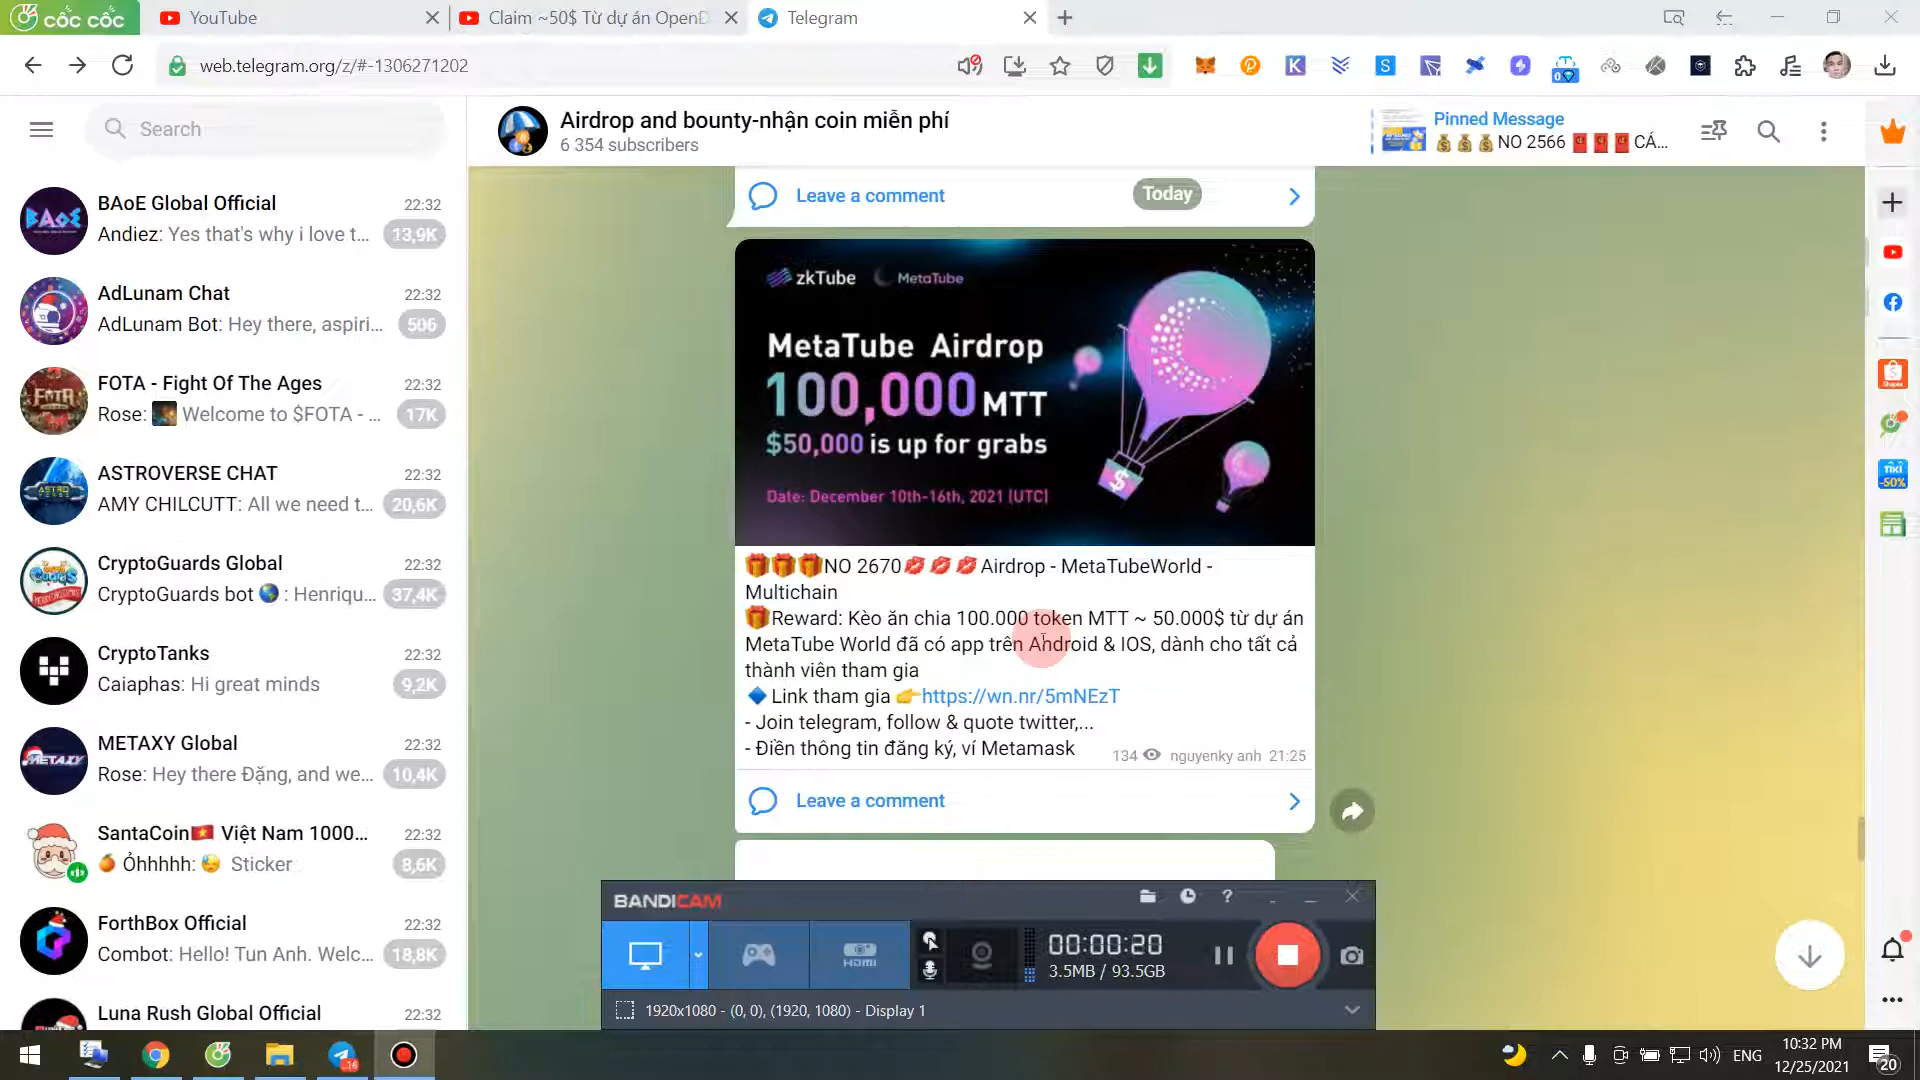 cốc cốc
YouTube
Claim ~50$ Từ dự án OpenD
Telegram
web.telegram.org/z/#-1306271202
Search
Airdrop and bounty-nhận coin miễn phí
6 354 subscribers
Pinned Message
💰💰💰NO 2566 🧧🧧🧧 CÁ...
BAoE Global Official
22:32
Andiez: Yes that's why i love t...
13,9K
AdLunam Chat
22:32
AdLunam Bot: Hey there, aspiri...
506
FOTA - Fight Of The Ages
22:32
Rose: Welcome to $FOTA - ...
17K
ASTROVERSE CHAT
22:32
AMY CHILCUTT: All we need t...
20,6K
CryptoGuards Global
22:32
CryptoGuards bot 🌎 : Henriqu...
37,4K
CryptoTanks
22:32
Caiaphas: Hi great minds
9,2K
METAXY Global
22:32
Rose: Hey there Đặng, and we...
10,4K
SantaCoin🇻🇳 Việt Nam 1000...
22:32
🍊 Ỏhhhhh: 😓 Sticker
8,6K
ForthBox Official
22:32
Combot: Hello! Tun Anh. Welc...
18,8K
Luna Rush Global Official
22:32
Leave a comment
Today
zkTube MetaTube
MetaTube Airdrop
100,000 MTT
$50,000 is up for grabs
Date: December 10th-16th, 2021 (UTC)
🎁🎁🎁NO 2670💋💋💋Airdrop - MetaTubeWorld -
Multichain
🎁Reward: Kèo ăn chia 100.000 token MTT ~ 50.000$ từ dự án
MetaTube World đã có app trên Android & IOS, dành cho tất cả
thành viên tham gia
🔷Link tham gia 👉https://wn.nr/5mNEzT
- Join telegram, follow & quote twitter,...
- Điền thông tin đăng ký, ví Metamask
134 nguyenky anh 21:25
Leave a comment
BANDICAM
HDMI
00:00:20
3.5MB / 93.5GB
1920x1080 - (0, 0), (1920, 1080) - Display 1
TIKI
-50%
ENG
10:32 PM
12/25/2021
20